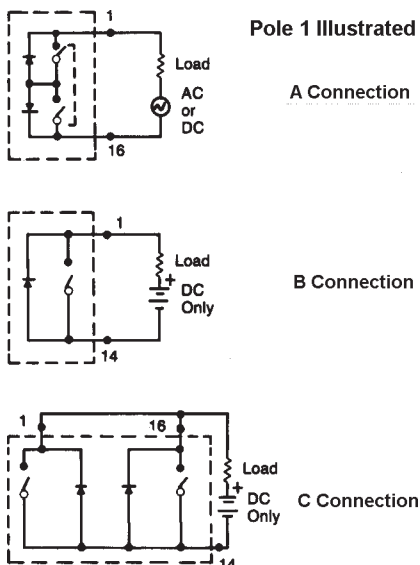 1
Pole 1 Illustrated
Load
AC
or
DC
A Connection
16
1
Load
+
DC
Only
B Connection
14
1
16
Load
+
DC
Only
C Connection
14